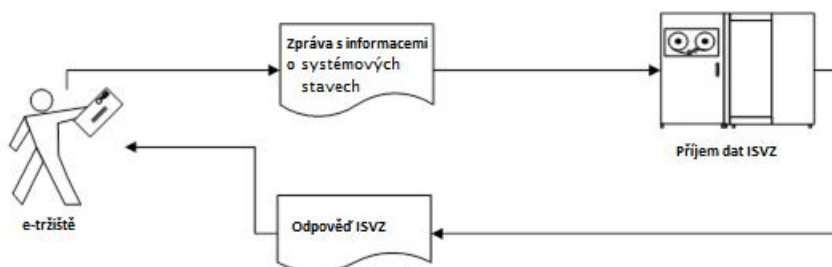 Zpráva s informacemi
o systémových
stavech
Příjem dat ISVZ
e-tržiště
Odpověď ISVZ